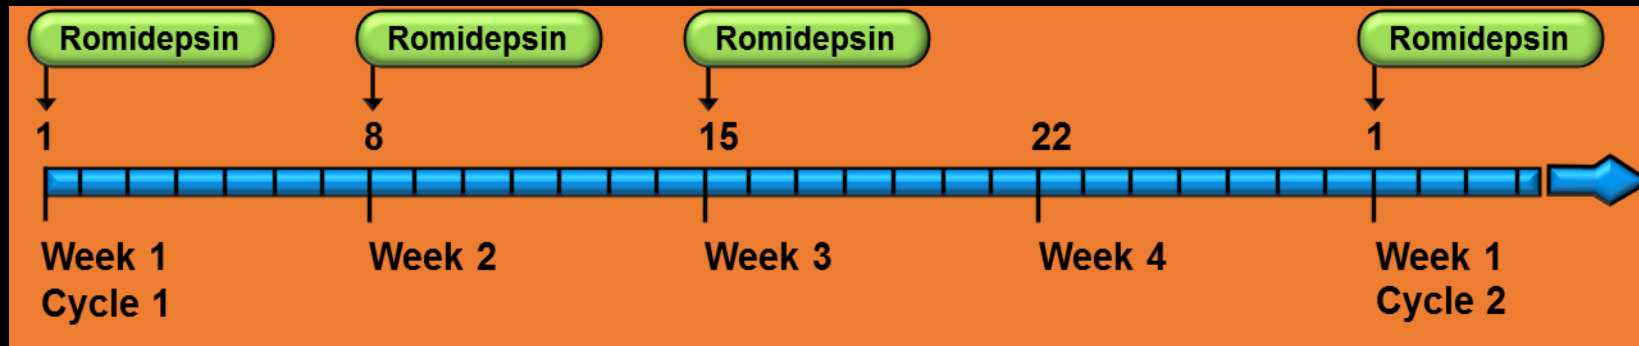 Romidepsin Romidepsin Romidepsin Romidepsin
1 8 15 22 1
Week 1 Week 2 Week 3 Week 4 Week 1
Cycle 1 Cycle 2